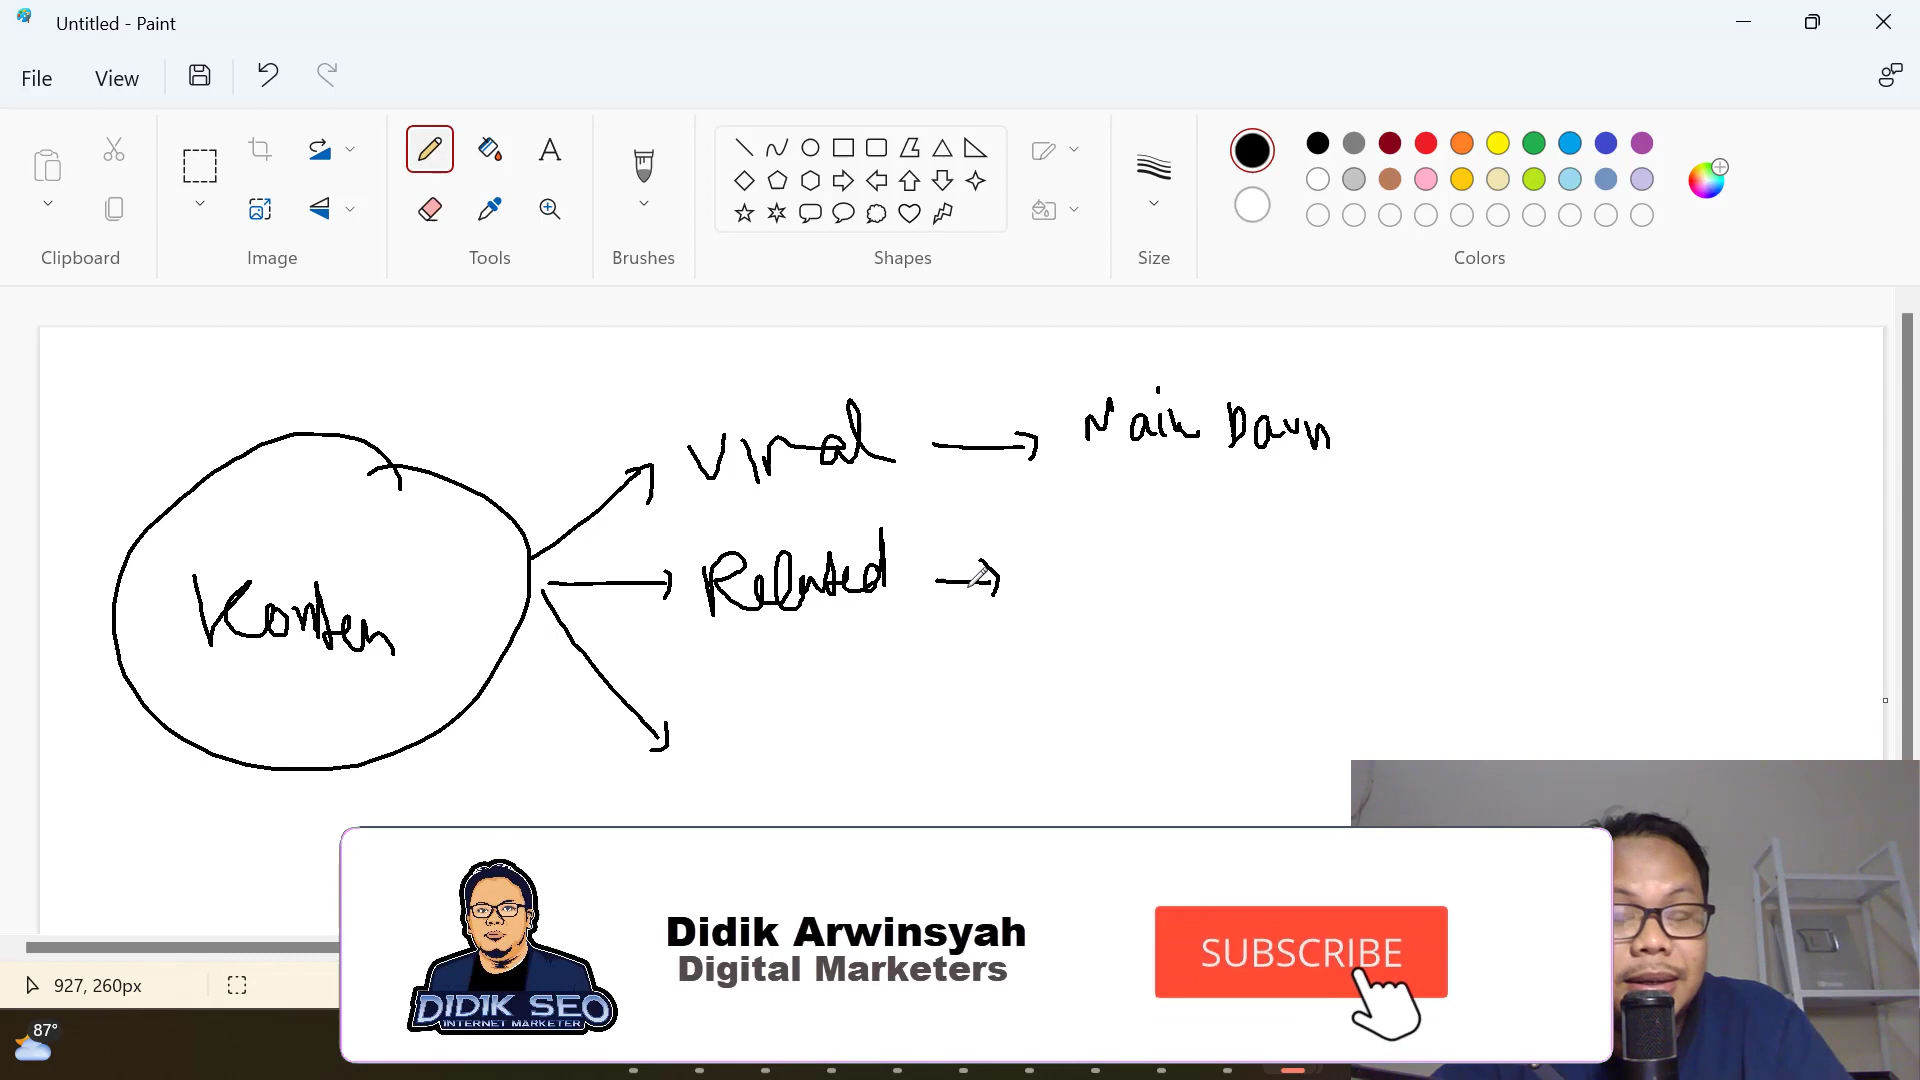 Untitled - Paint
File
View
Clipboard
Image
Tools
Brushes
Shapes
Size
Colors
Viral
Main Daun
Related
Konten
Didik Arwinsyah
Digital Marketers
SUBSCRIBE
DIDIK SEO
INTERNET MARKETER
927, 260px
87°